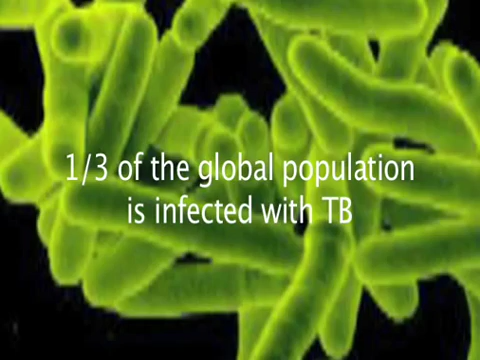 1/3 of the global population
is infected with TB